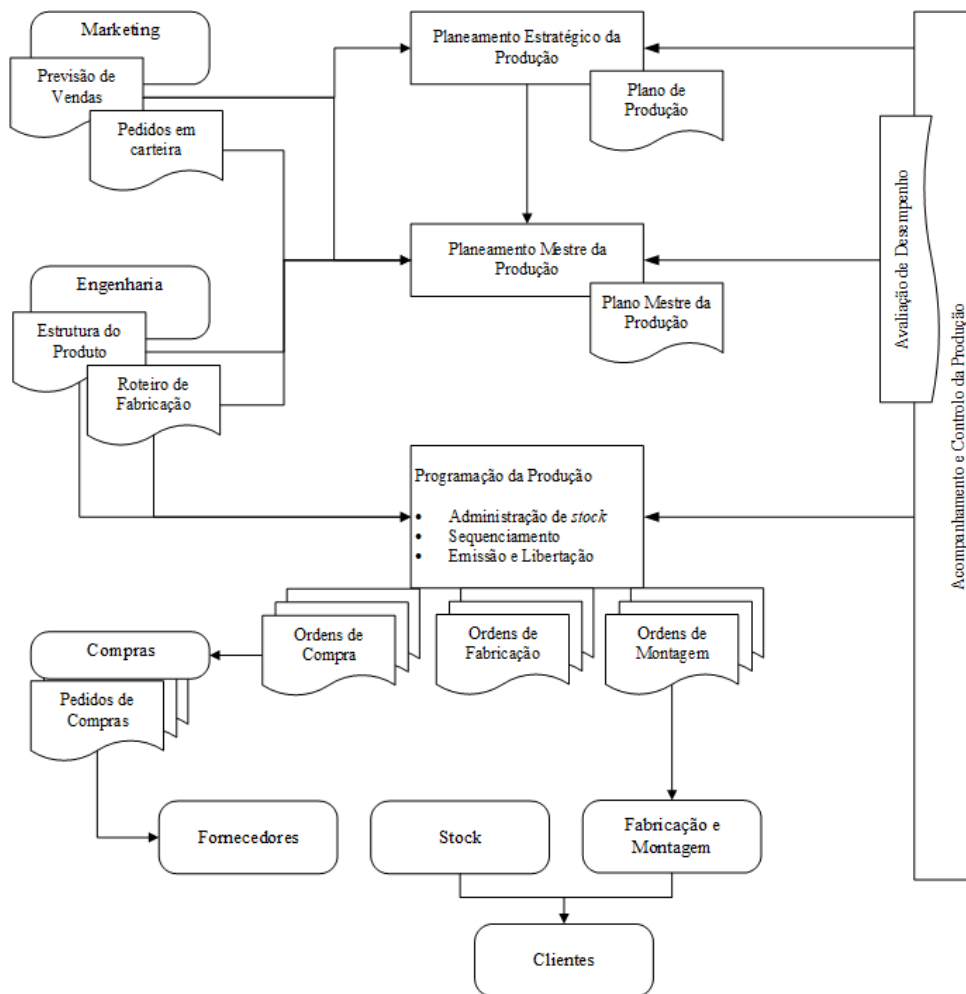 Marketing
Previsão de
Vendas
Pedidos em
carteira
Planeamento Estratégico da
Produção
Plano de
Produção
Planeamento Mestre da
Produção
Plano Mestre da
Produção
Engenharia
Estrutura do
Produto
Roteiro de
Fabricação
Avaliação de Desempenho
Acompanhamento e Controlo da Produção
Programação da Produção
• Administração de stock
• Sequenciamento
• Emissão e Libertação
Ordens de
Compra
Ordens de
Fabricação
Ordens de
Montagem
Compras
Pedidos de
Compras
Fornecedores
Stock
Fabricação e
Montagem
Clientes